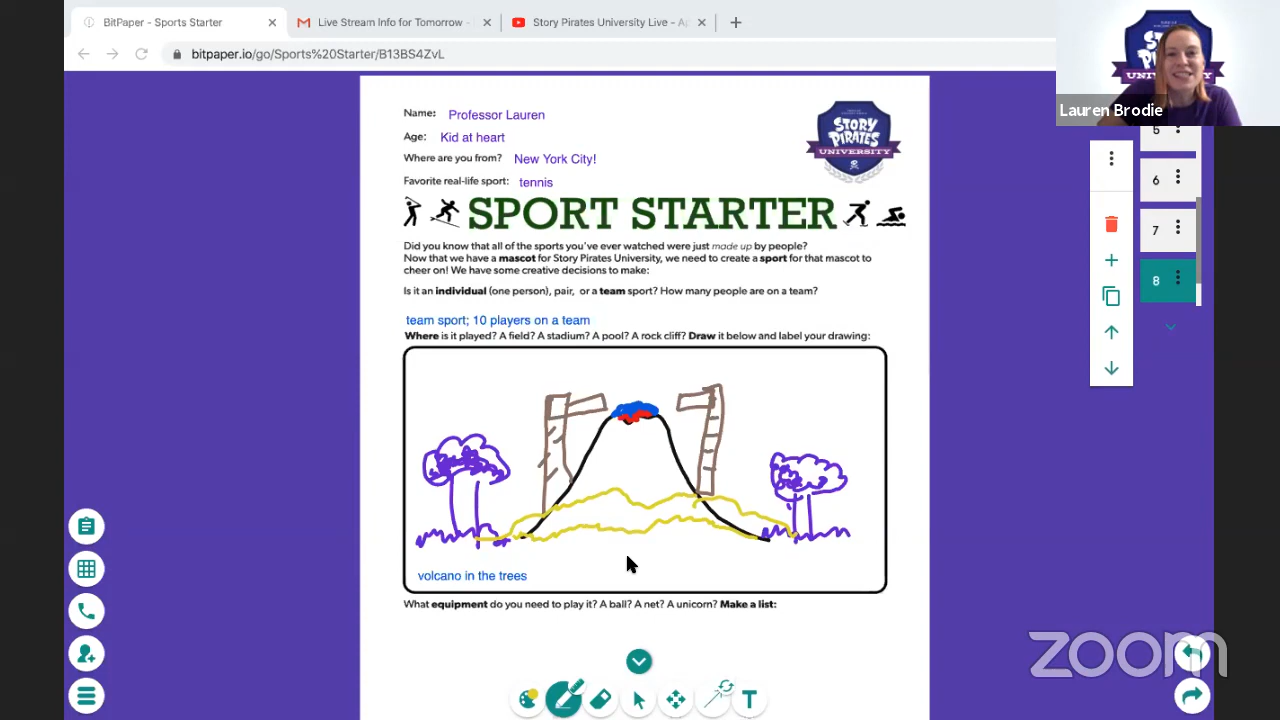 BitPaper - Sports Starter
Live Stream Info for Tomorrow -
Story Pirates University Live - Ap
bitpaper.io/go/Sports%20Starter/B13BS4ZvL
Lauren Brodie
Name: Professor Lauren
Age: Kid at heart
Where are you from? New York City!
Favorite real-life sport: tennis
STORY PIRATES UNIVERSITY
SPORT STARTER
Did you know that all of the sports you've ever watched were just made up by people?
Now that we have a mascot for Story Pirates University, we need to create a sport for that mascot to
cheer on! We have some creative decisions to make:
Is it an individual (one person), pair, or a team sport? How many people are on a team?
team sport; 10 players on a team
Where is it played? A field? A stadium? A pool? A rock cliff? Draw it below and label your drawing:
volcano in the trees
What equipment do you need to play it? A ball? A net? A unicorn? Make a list:
5
6
7
8
T
zoom